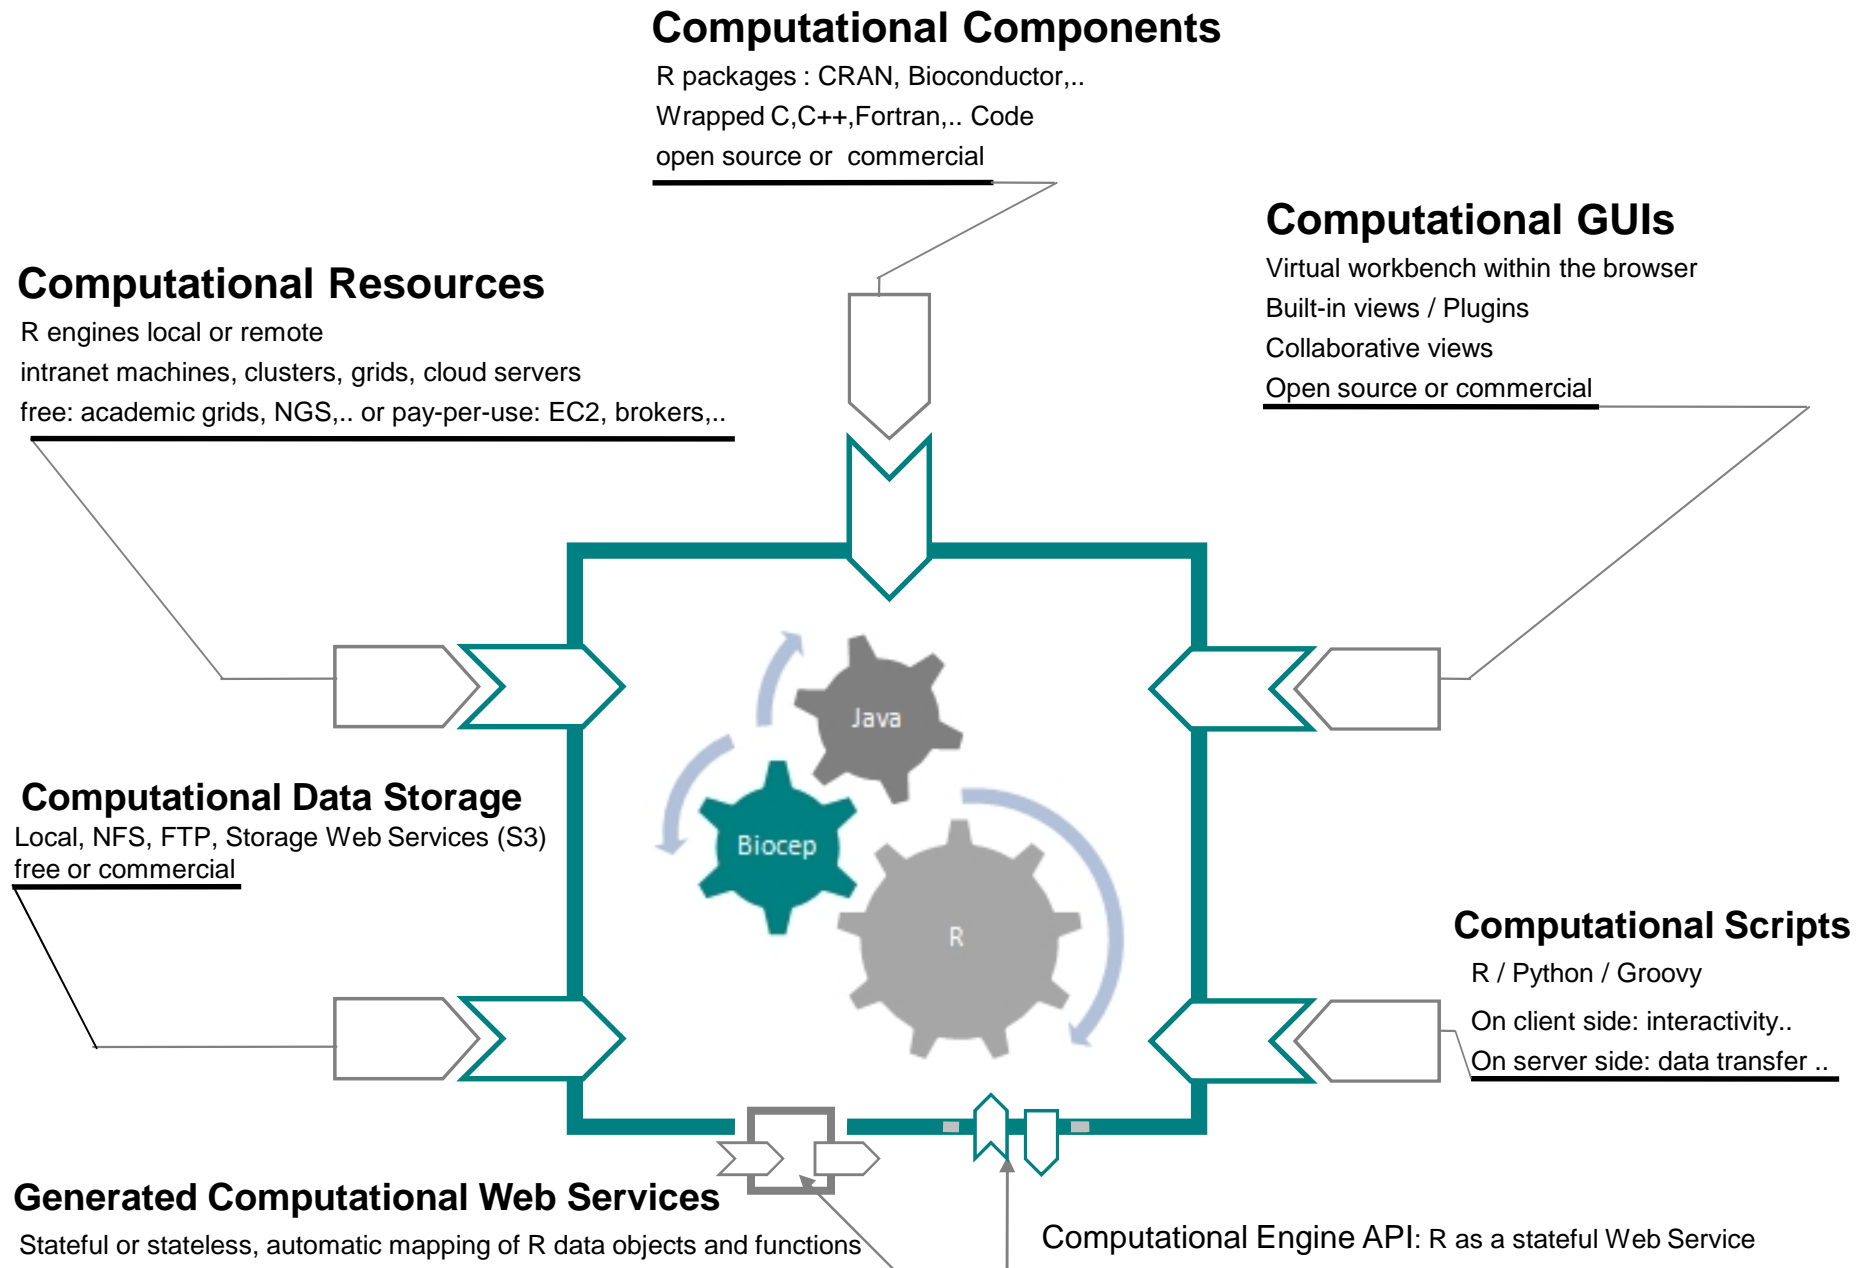 Computational Components
R packages : CRAN, Bioconductor,..
Wrapped C,C++,Fortran,.. Code
open source or  commercial
Computational GUIs
Virtual workbench within the browser
Built-in views / Plugins
Collaborative views
Open source or commercial
Computational Resources
R engines local or remote
intranet machines, clusters, grids, cloud servers
free: academic grids, NGS,.. or pay-per-use: EC2, brokers,..
Java
Biocep
R
Computational Data Storage
Local, NFS, FTP, Storage Web Services (S3)
free or commercial
Computational Scripts
R / Python / Groovy
On client side: interactivity..
On server side: data transfer ..
Generated Computational Web Services
Stateful or stateless, automatic mapping of R data objects and functions
Computational Engine API: R as a stateful Web Service